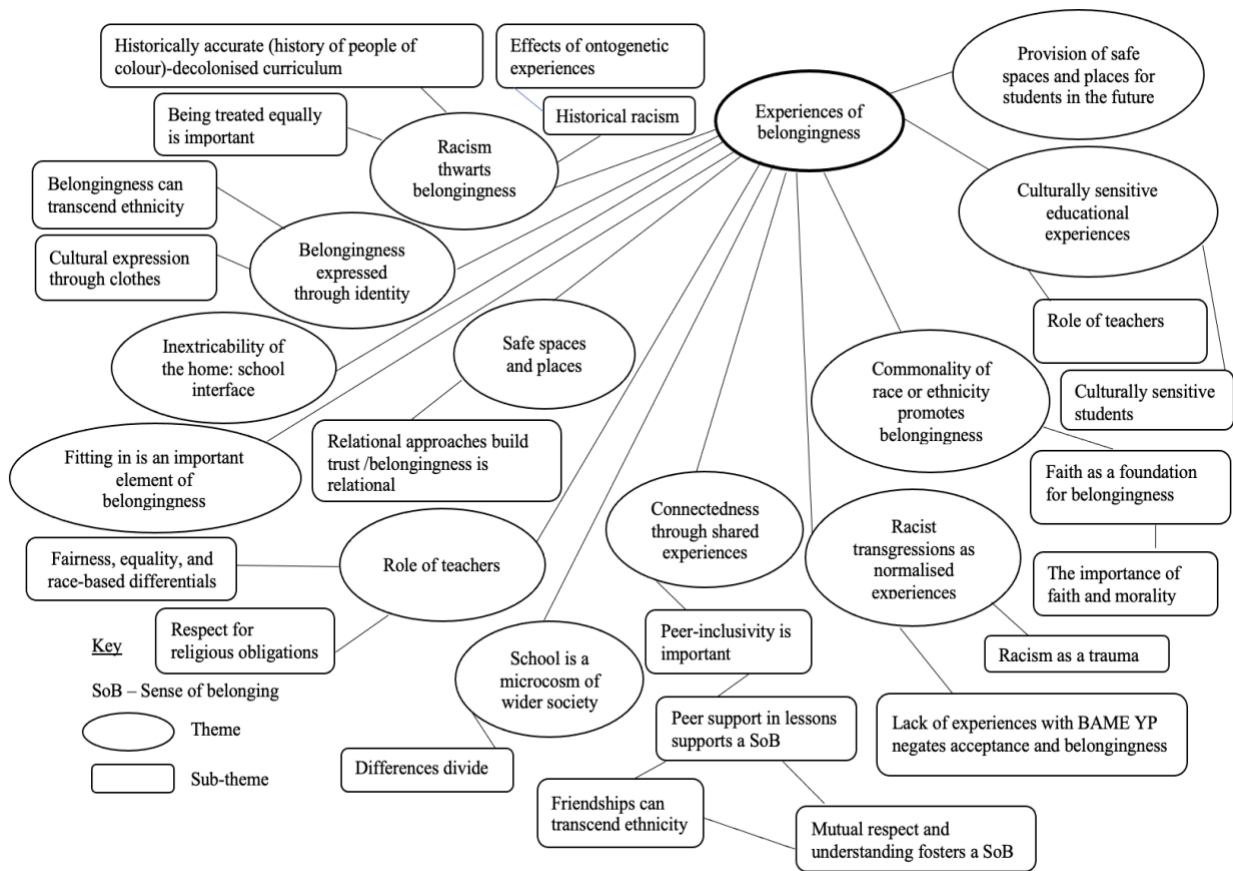 Historically accurate (history of people of
colour)-decolonised curriculum
Effects of ontogenetic
experiences
Historical racism
Being treated equally
is important
Racism
thwarts
belongingness
Experiences of
belongingness
Provision of safe
spaces and places for
students in the future
Culturally sensitive
educational
experiences
Role of teachers
Culturally sensitive
students
Belongingness can
transcend ethnicity
Cultural expression
through clothes
Belongingness
expressed
through identity
Inextricability of
the home: school
interface
Safe spaces
and places
Relational approaches build
trust /belongingness is
relational
Commonality of
race or ethnicity
promotes
belongingness
Faith as a foundation
for belongingness
The importance of
faith and morality
Fitting in is an important
element of
belongingness
Connectedness
through shared
experiences
Racist
transgressions as
normalised
experiences
Racism as a trauma
Lack of experiences with BAME YP
negates acceptance and belongingness
Fairness, equality, and
race-based differentials
Role of teachers
Respect for
religious obligations
School is a
microcosm of
wider society
Differences divide
Peer-inclusivity is
important
Peer support in lessons
supports a SoB
Friendships can
transcend ethnicity
Mutual respect and
understanding fosters a SoB
Key
SoB – Sense of belonging
Theme
Sub-theme